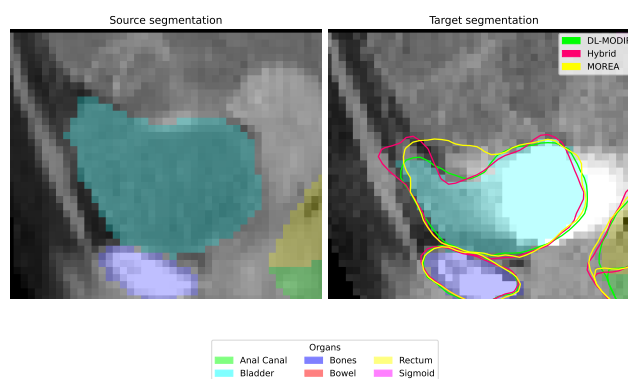 Source segmentation
Target segmentation
Hybrid
MOREA
Organs
Anal Canal
Bones
Rectum
Bladder
Bowel
Sigmoid